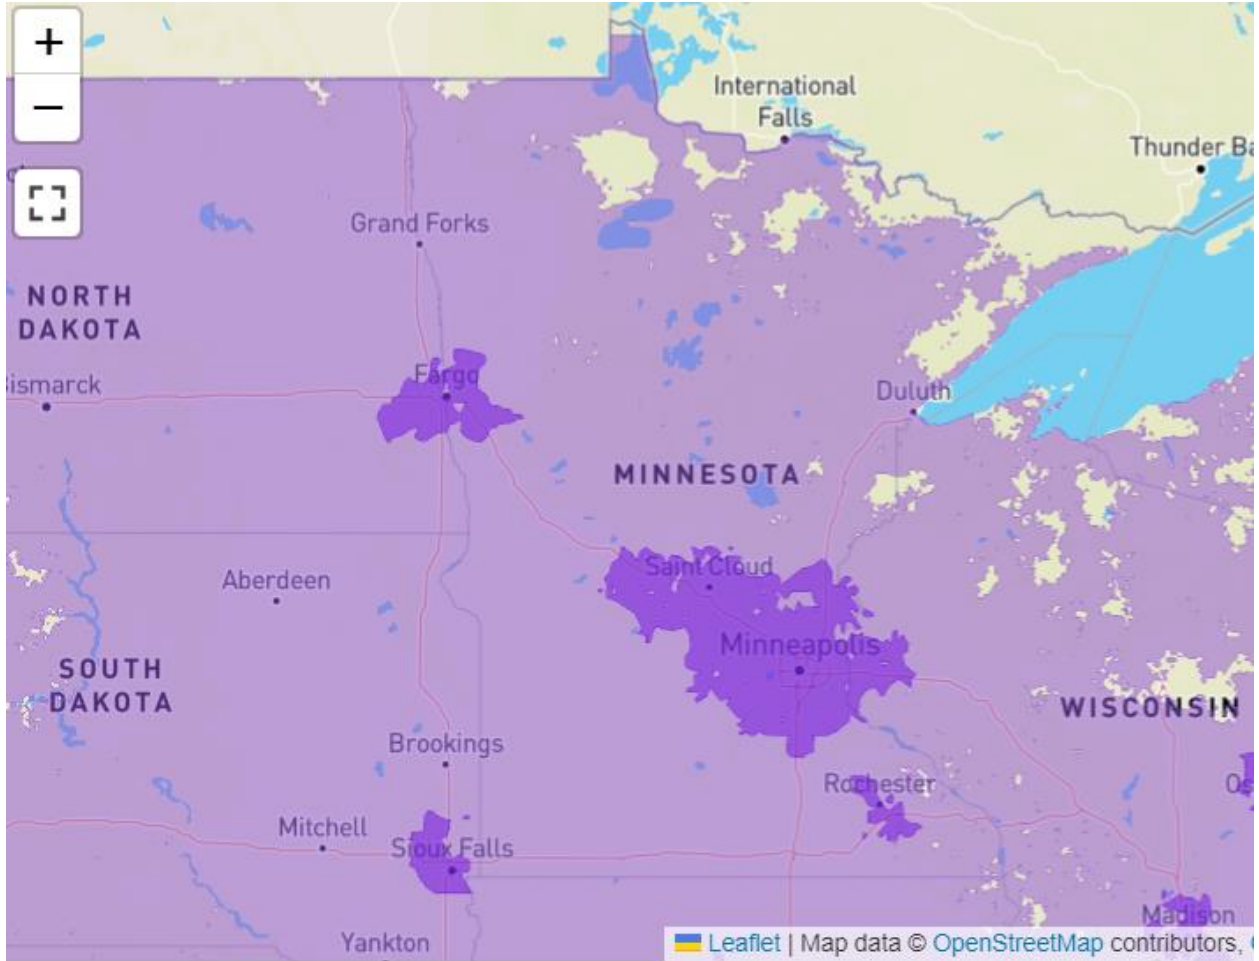 +
−
International
Falls
Thunder Ba
Grand Forks
NORTH
DAKOTA
Fargo
ismarck
Duluth
MINNESOTA
Saint Cloud
Aberdeen
Minneapolis
SOUTH
DAKOTA
WISCONSIN
Brookings
Rochester
Os
Mitchell
Sioux Falls
Madison
Yankton
Leaflet | Map data © OpenStreetMap contributors,